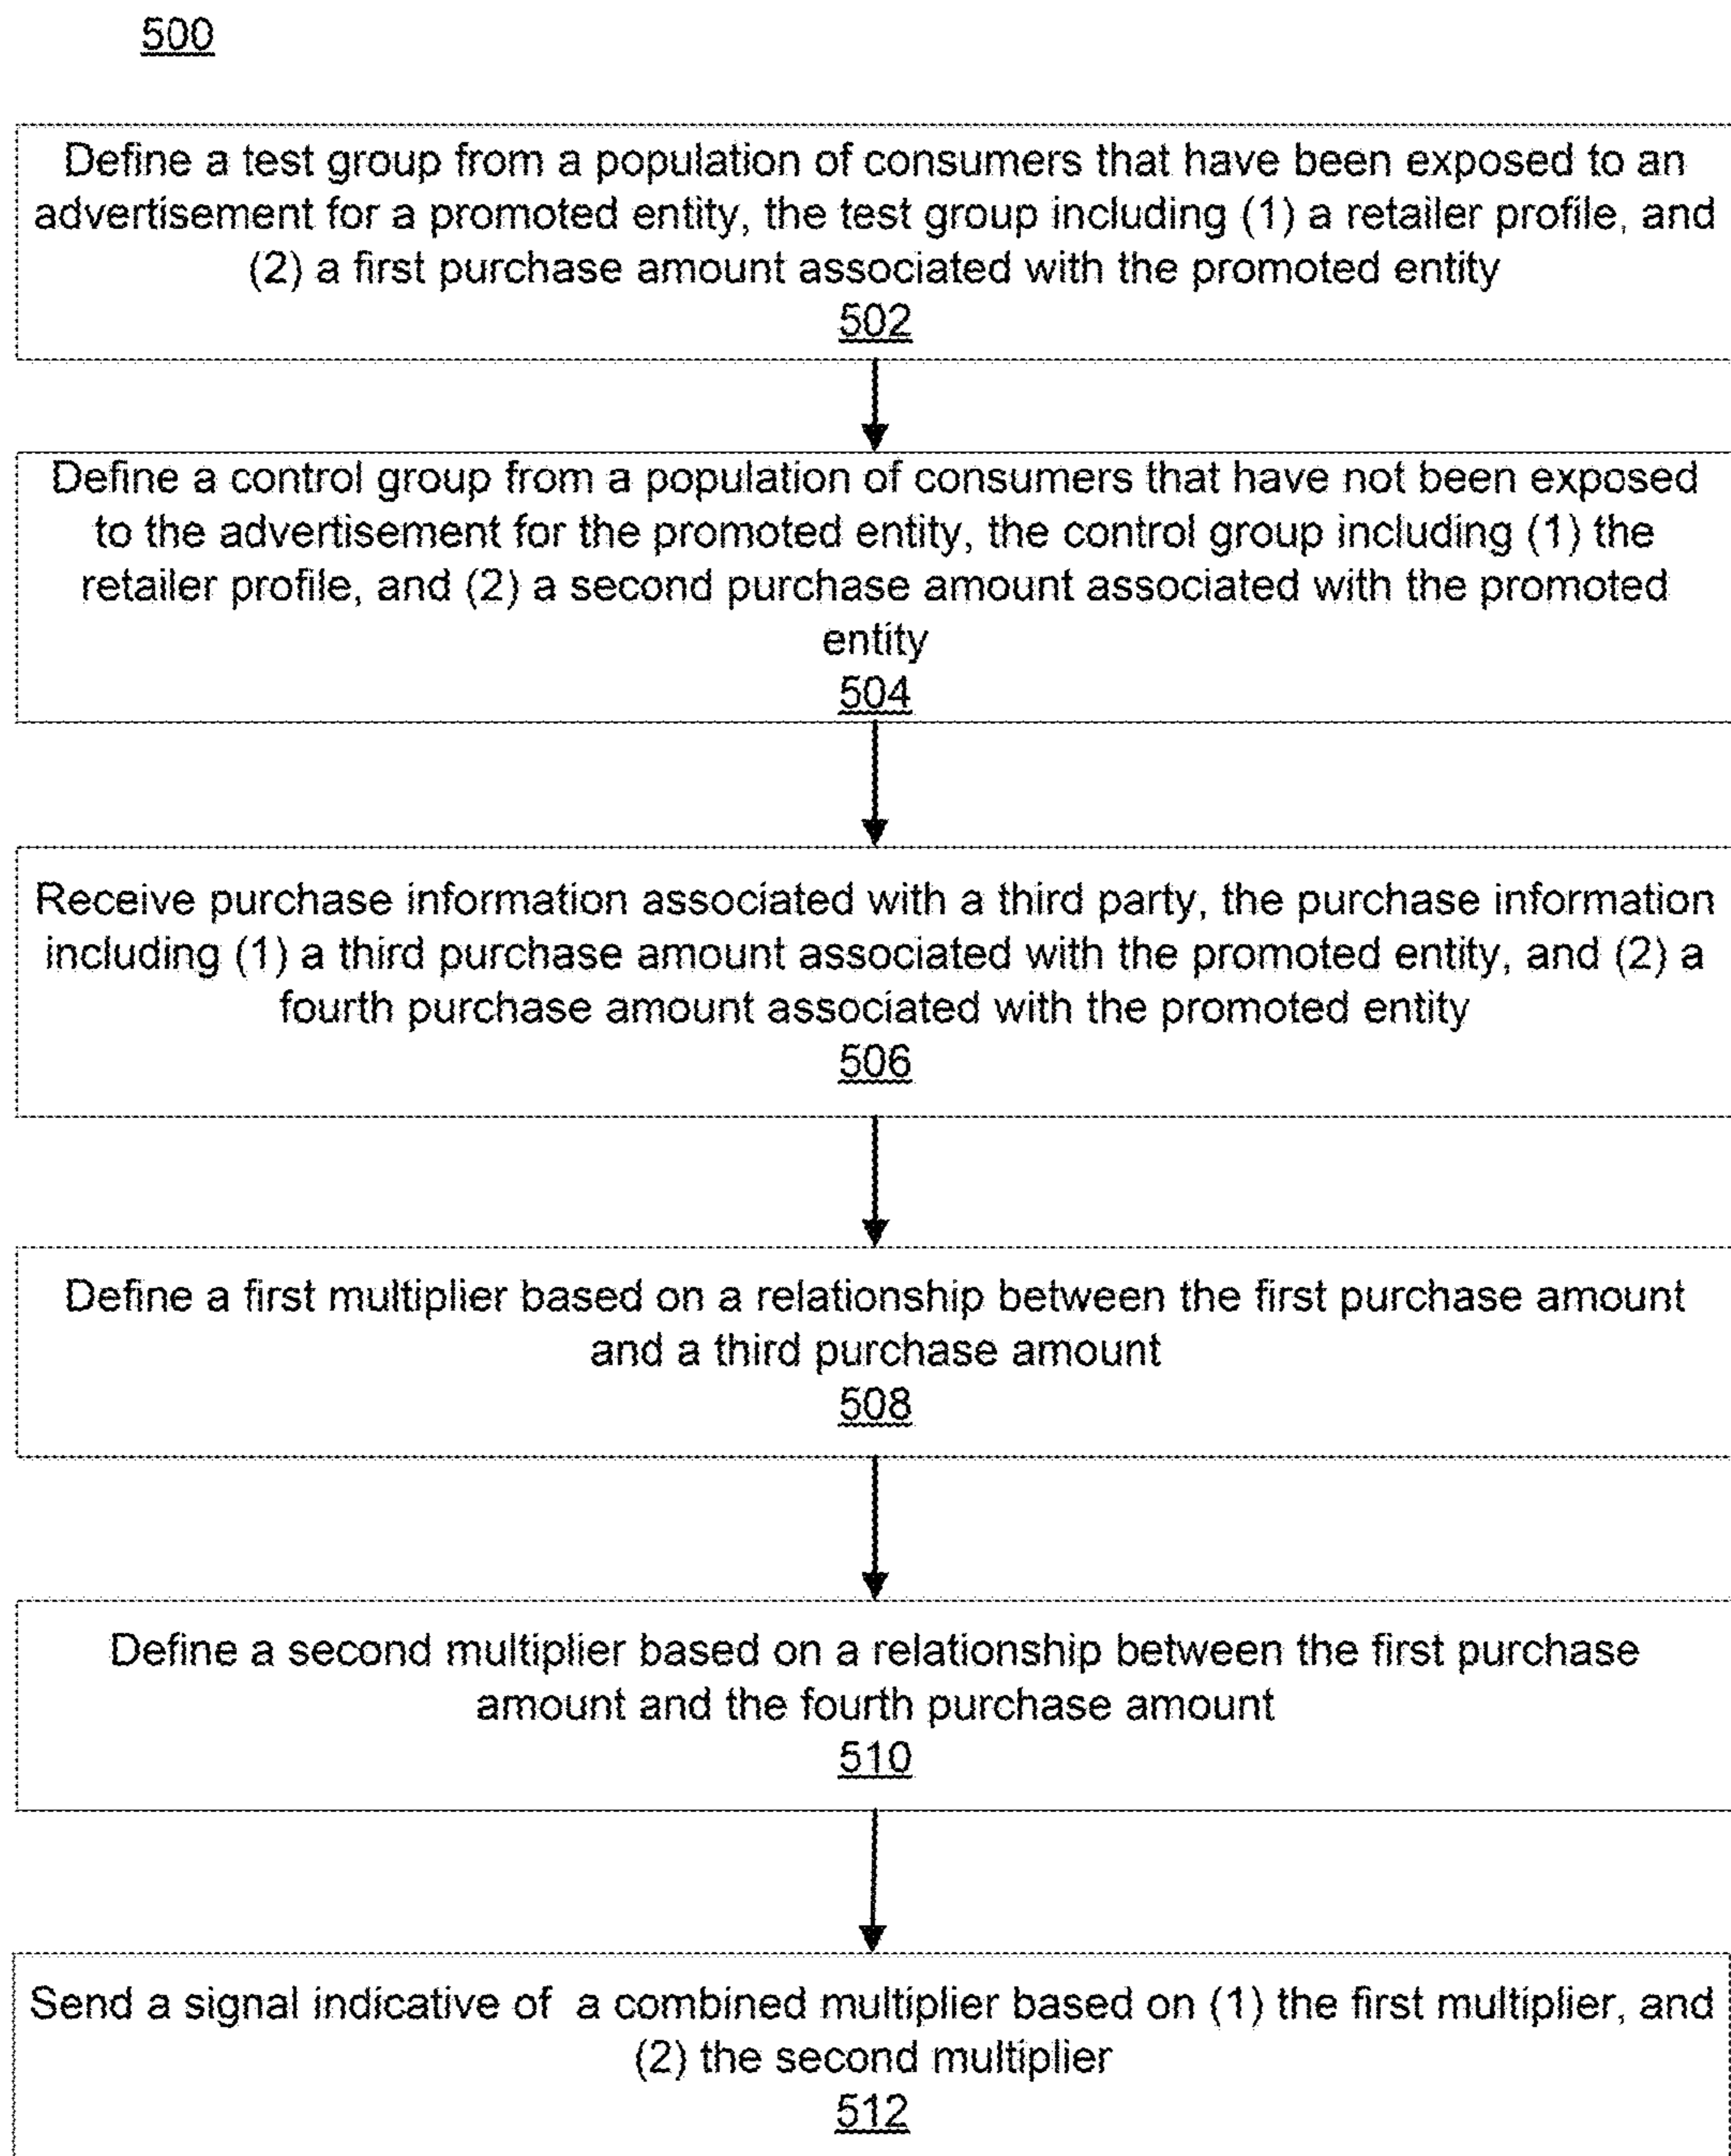 500
Define a test group from a population of consumers that have been exposed to an
advertisement for a promoted entity, the test group including (1) a retailer profile, and
(2) a first purchase amount associated with the promoted entity
502
Define a control group from a population of consumers that have not been exposed
to the advertisement for the promoted entity, the control group including (1) the
retailer profile, and (2) a second purchase amount associated with the promoted
entity
504
Receive purchase information associated with a third party, the purchase information
including (1) a third purchase amount associated with the promoted entity, and (2) a
fourth purchase amount associated with the promoted entity
506
Define a first multiplier based on a relationship between the first purchase amount
and a third purchase amount
508
Define a second multiplier based on a relationship between the first purchase
amount and the fourth purchase amount
510
Send a signal indicative of a combined multiplier based on (1) the first multiplier, and
(2) the second multiplier
512